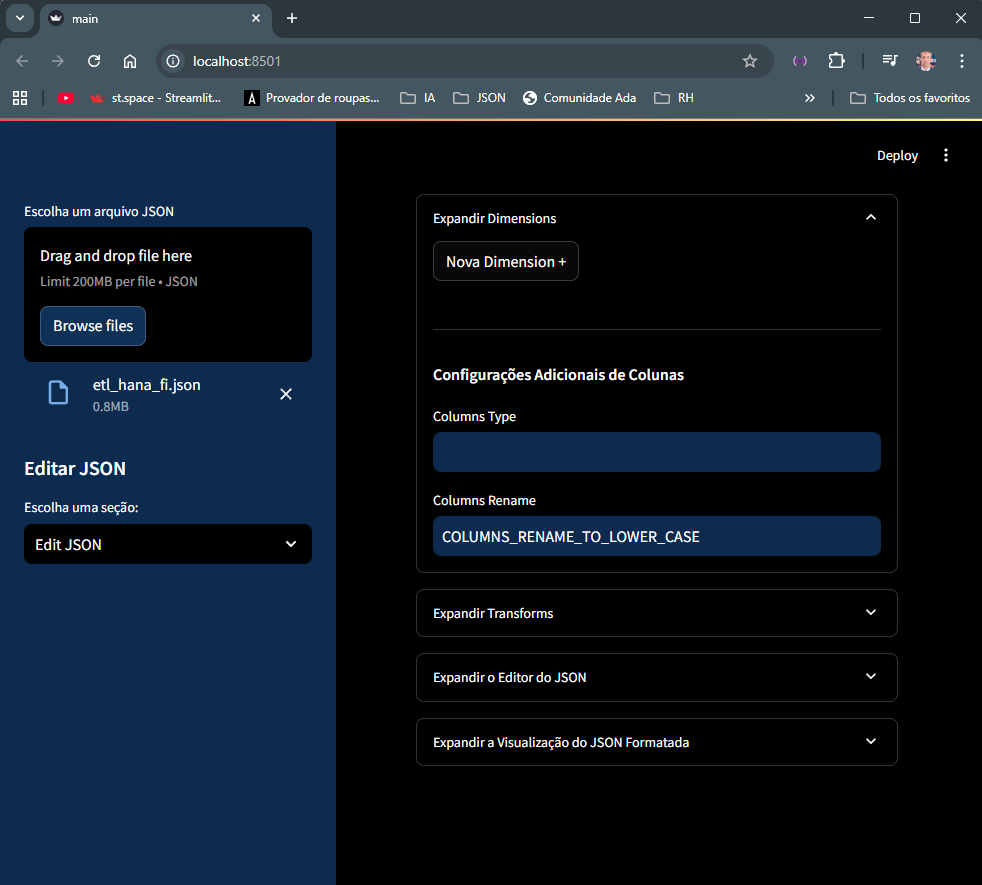 main
localhost:8501
st.space - Streamlit...
A
Provador de roupas...
IA
JSON
Comunidade Ada
RH
Todos os favoritos
Deploy
Escolha um arquivo JSON
Drag and drop file here
Limit 200MB per file • JSON
Browse files
etl_hana_fi.json
0.8MB
Editar JSON
Escolha uma seção:
Edit JSON
Expandir Dimensions
Nova Dimension +
Configurações Adicionais de Colunas
Columns Type
Columns Rename
COLUMNS_RENAME_TO_LOWER_CASE
Expandir Transforms
Expandir o Editor do JSON
Expandir a Visualização do JSON Formatada